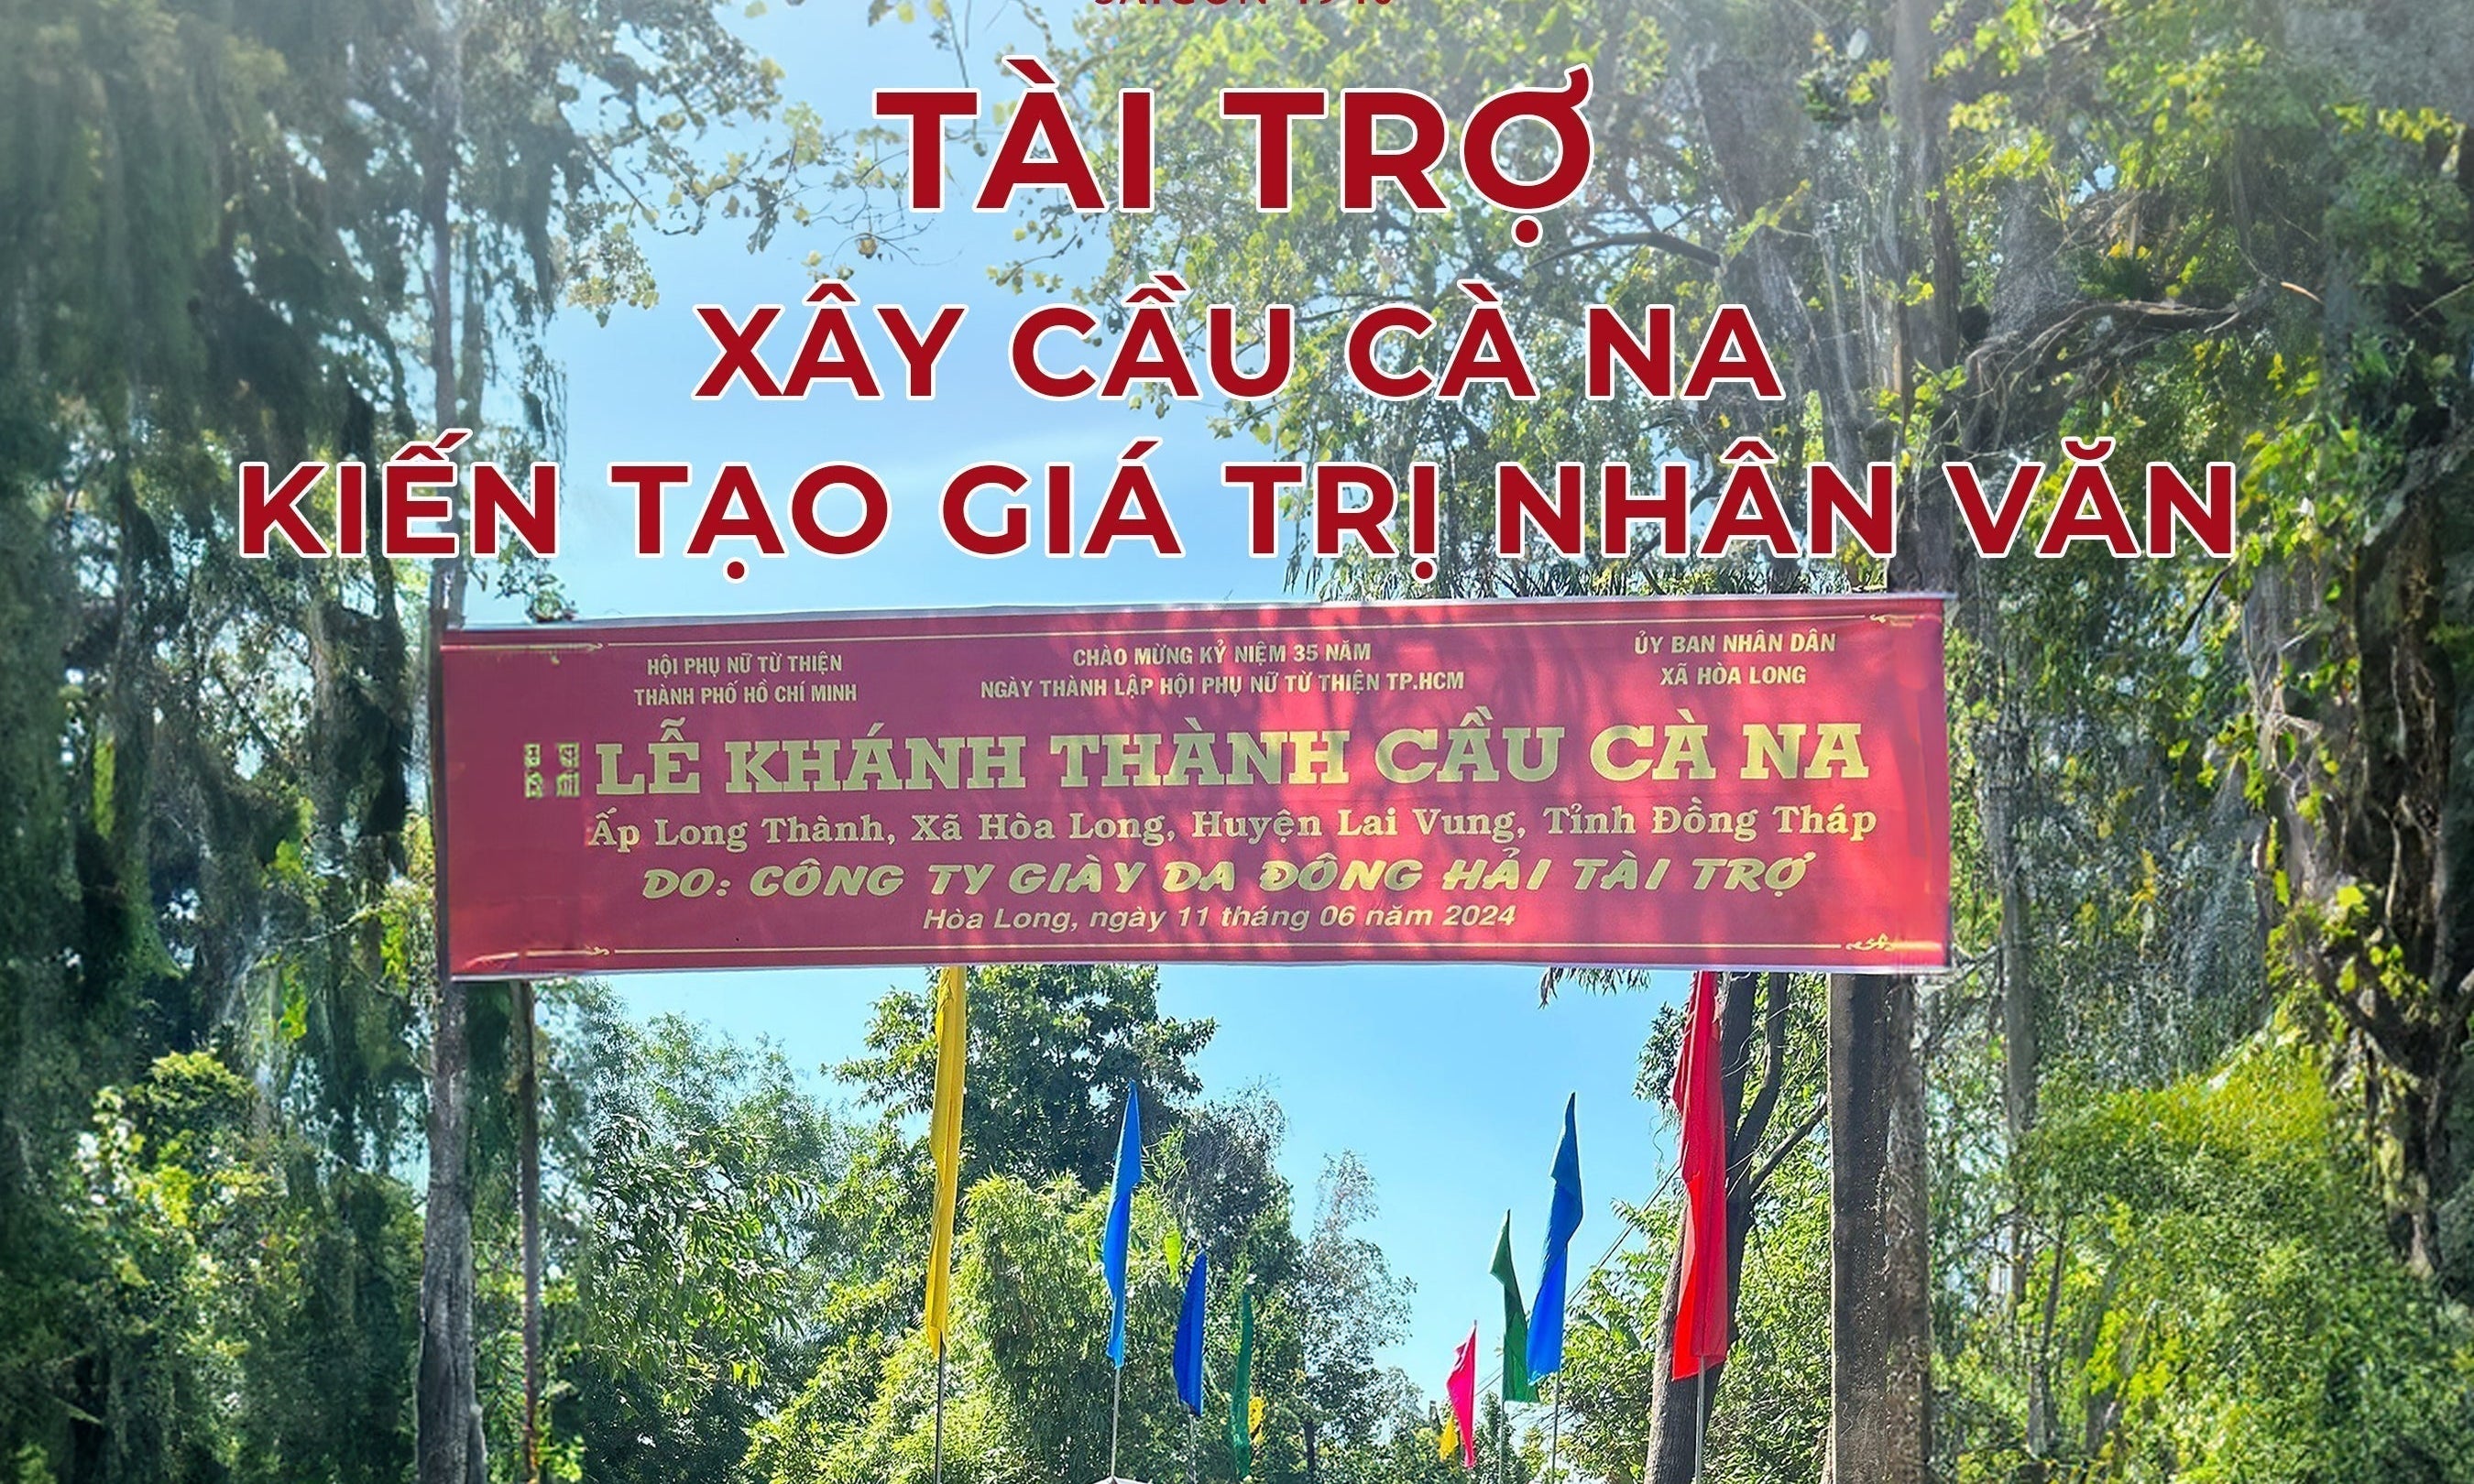 TÀI TRỢ
XÂY CẦU CÀ NA
KIẾN TẠO GIÁ TRỊ NHÂN VĂN
HỘI PHỤ NỮ TỪ THIỆN
THÀNH PHỐ HỒ CHÍ MINH
CHÀO MỪNG KỶ NIỆM 35 NĂM
NGÀY THÀNH LẬP HỘI PHỤ NỮ TỪ THIỆN TP.HCM
ỦY BAN NHÂN DÂN
XÃ HÒA LONG
LỄ KHÁNH THÀNH CẦU CÀ NA
Ấp Long Thành, Xã Hòa Long, Huyện Lai Vung, Tỉnh Đồng Tháp
DO: CÔNG TY GIÀY DA ĐÔNG HẢI TÀI TRỢ
Hòa Long, ngày 11 tháng 06 năm 2024